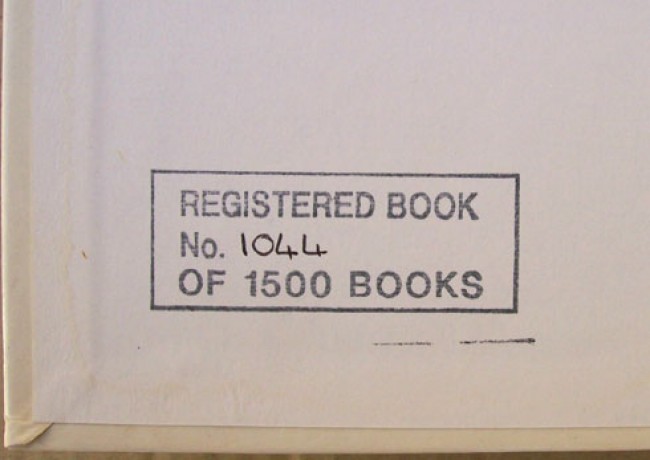 REGISTERED BOOK
No. 1044
OF 1500 BOOKS